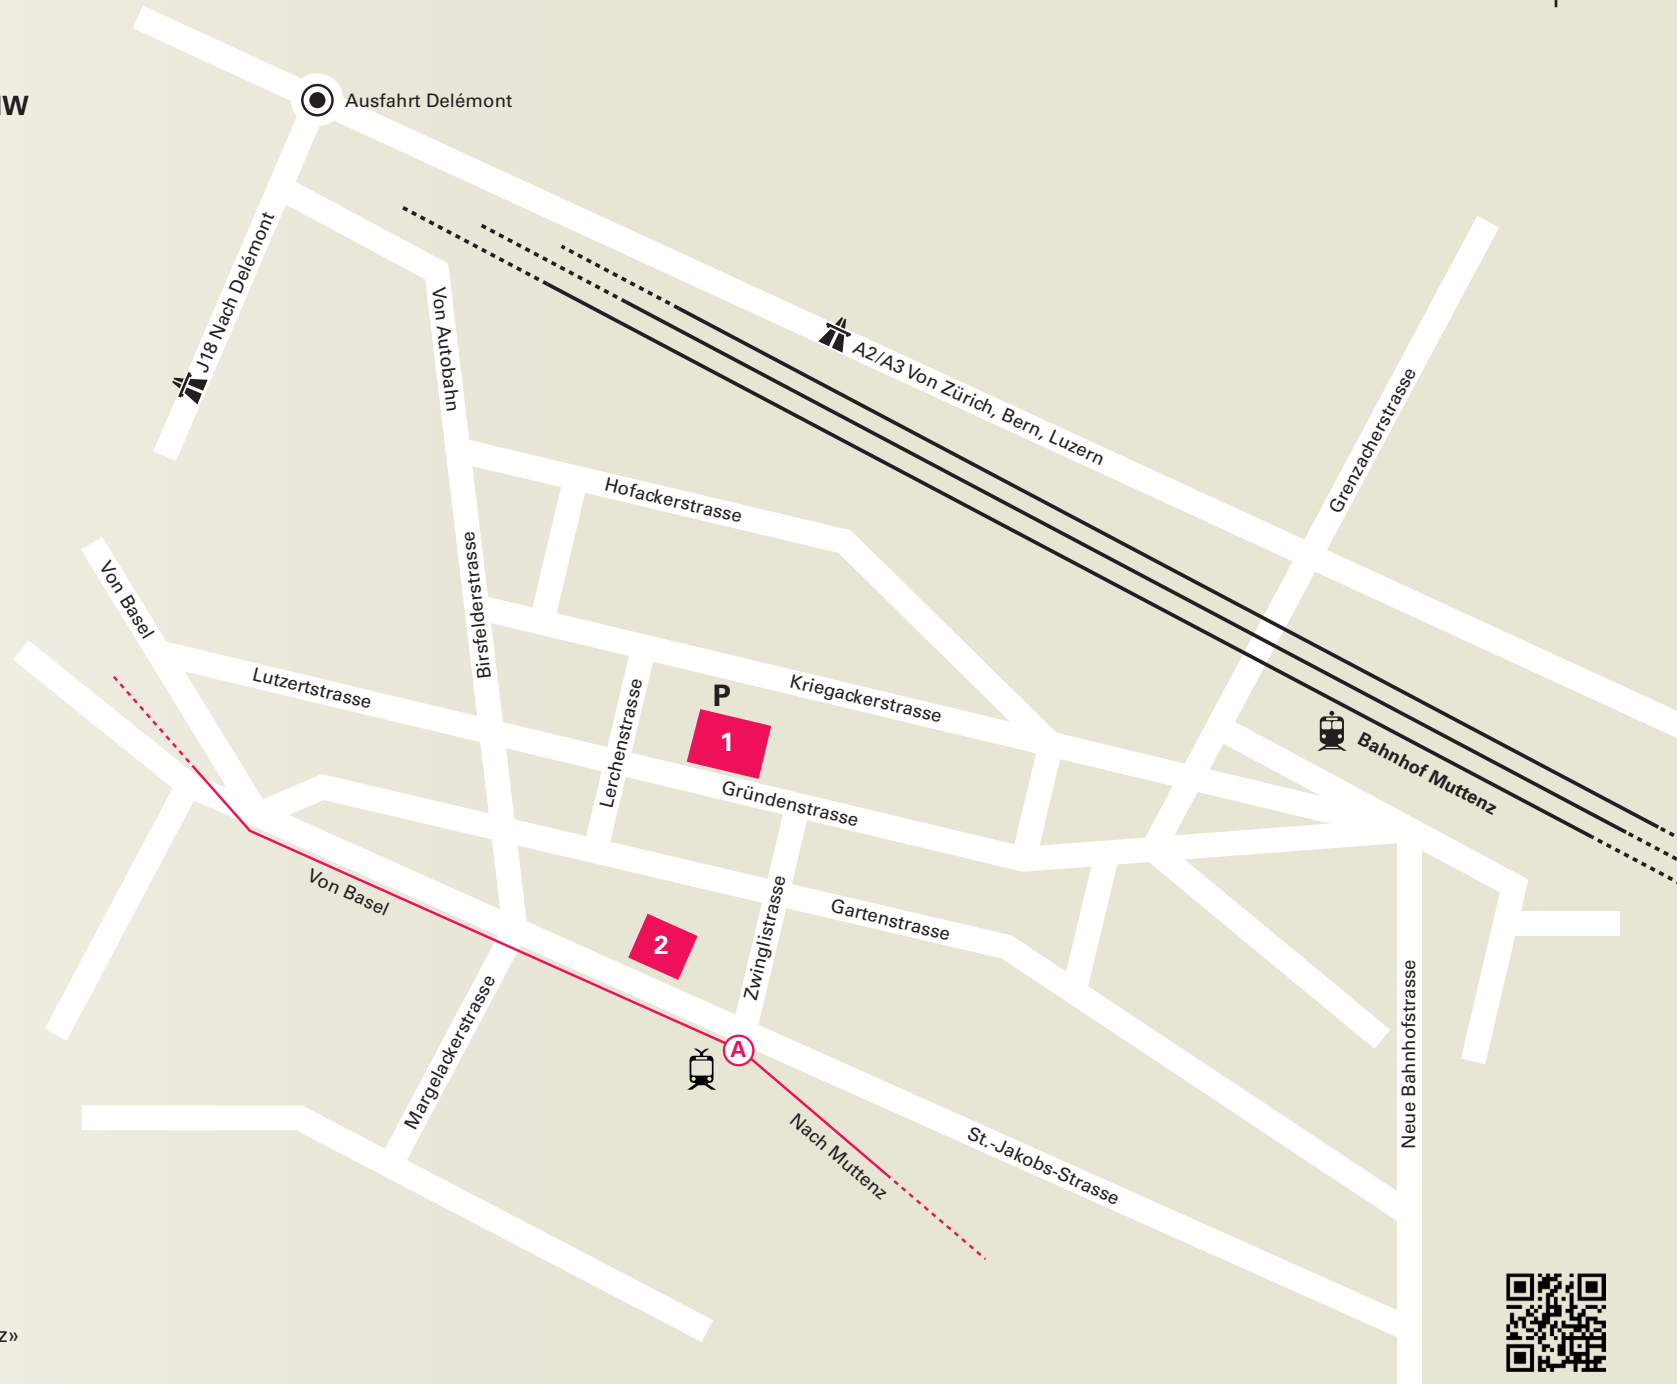 Ausfahrt Delémont
J18 Nach Delémont
Von Autobahn
A2/A3 Von Zürich, Bern, Luzern
Grenzacherstrasse
Hofackerstrasse
Von Basel
Birsfelderstrasse
Lutzertstrasse
Lerchenstrasse
P
1
Kriegackerstrasse
Bahnhof Muttenz
Gründenstrasse
Von Basel
2
Zwinglistrasse
Gartenstrasse
Margelackerstrasse
A
Neue Bahnhofstrasse
Nach Muttenz
St.-Jakobs-Strasse
z»